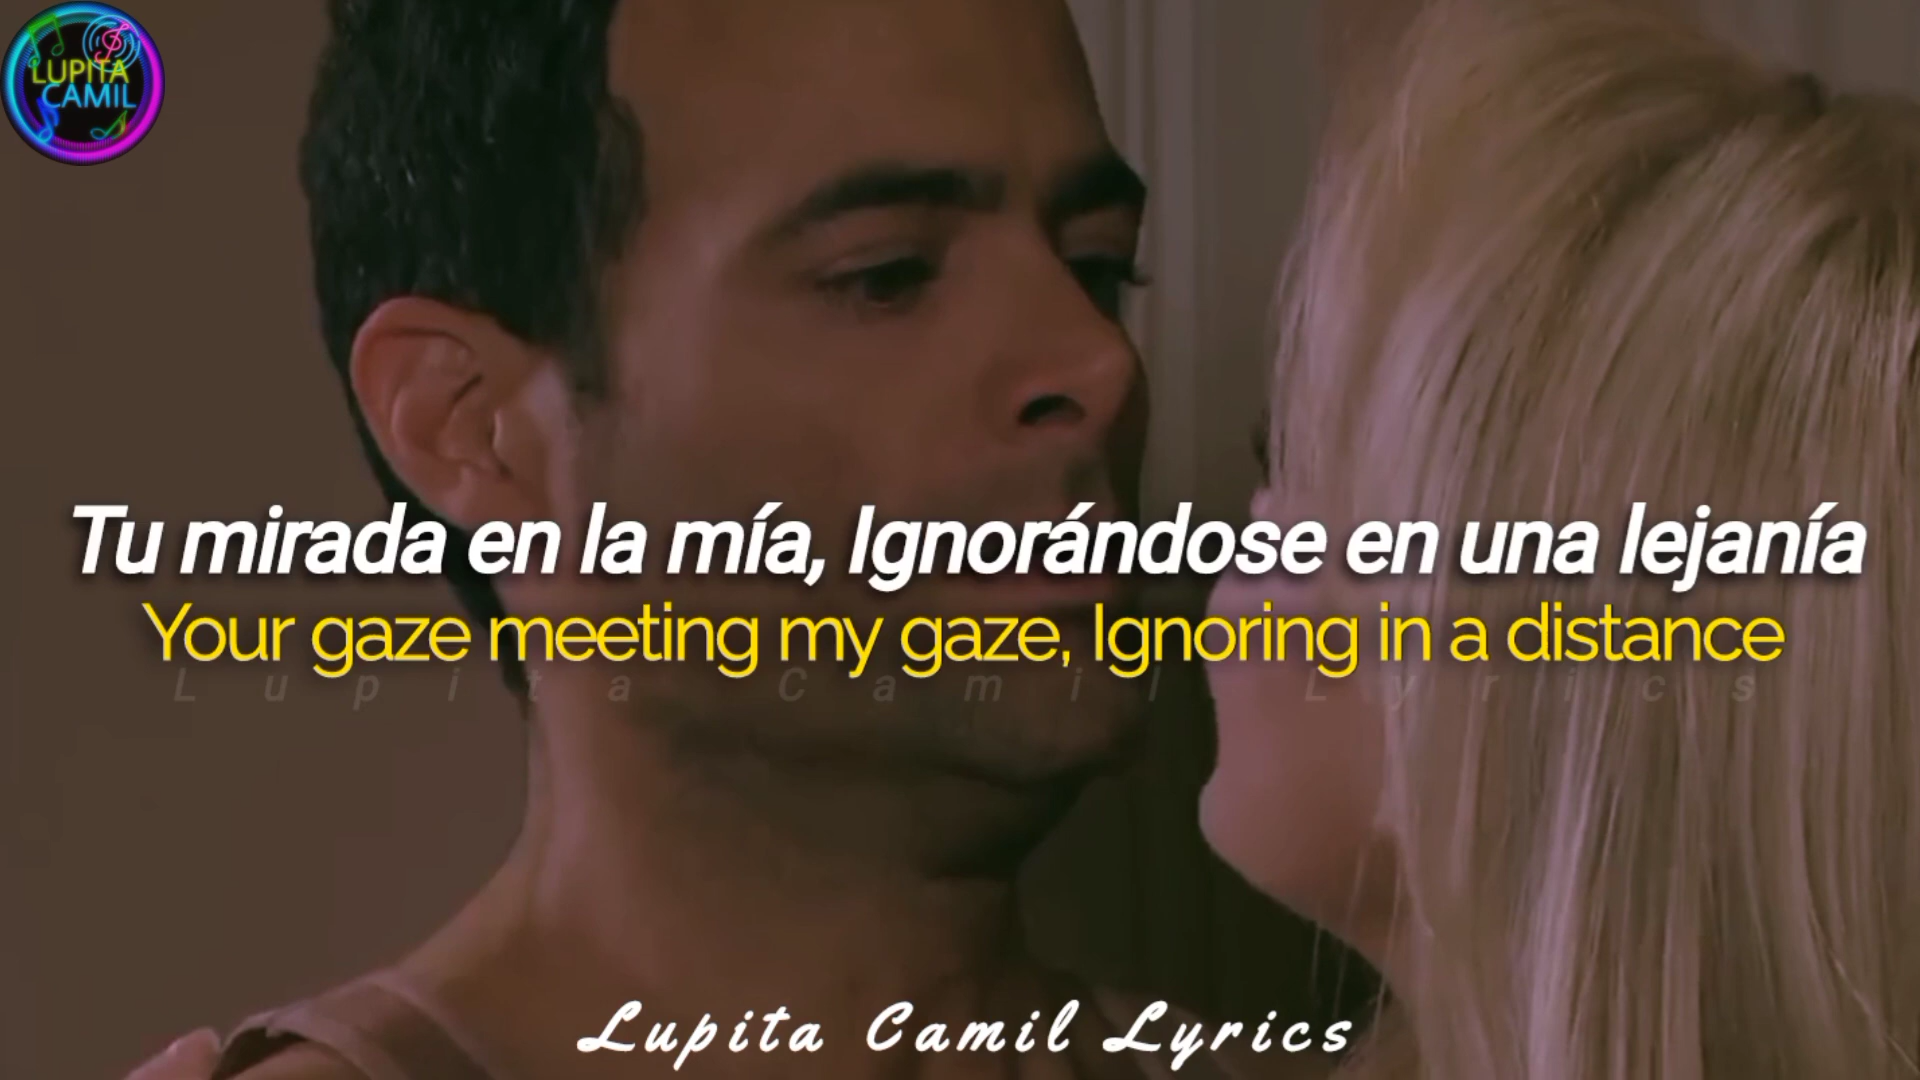 LUPITA
CAMIL
Tu mirada en la mía, Ignorándose en una lejanía
Your gaze meeting my gaze, Ignoring in a distance
Lupita Camil Lyrics
Lupita Camil Lyrics